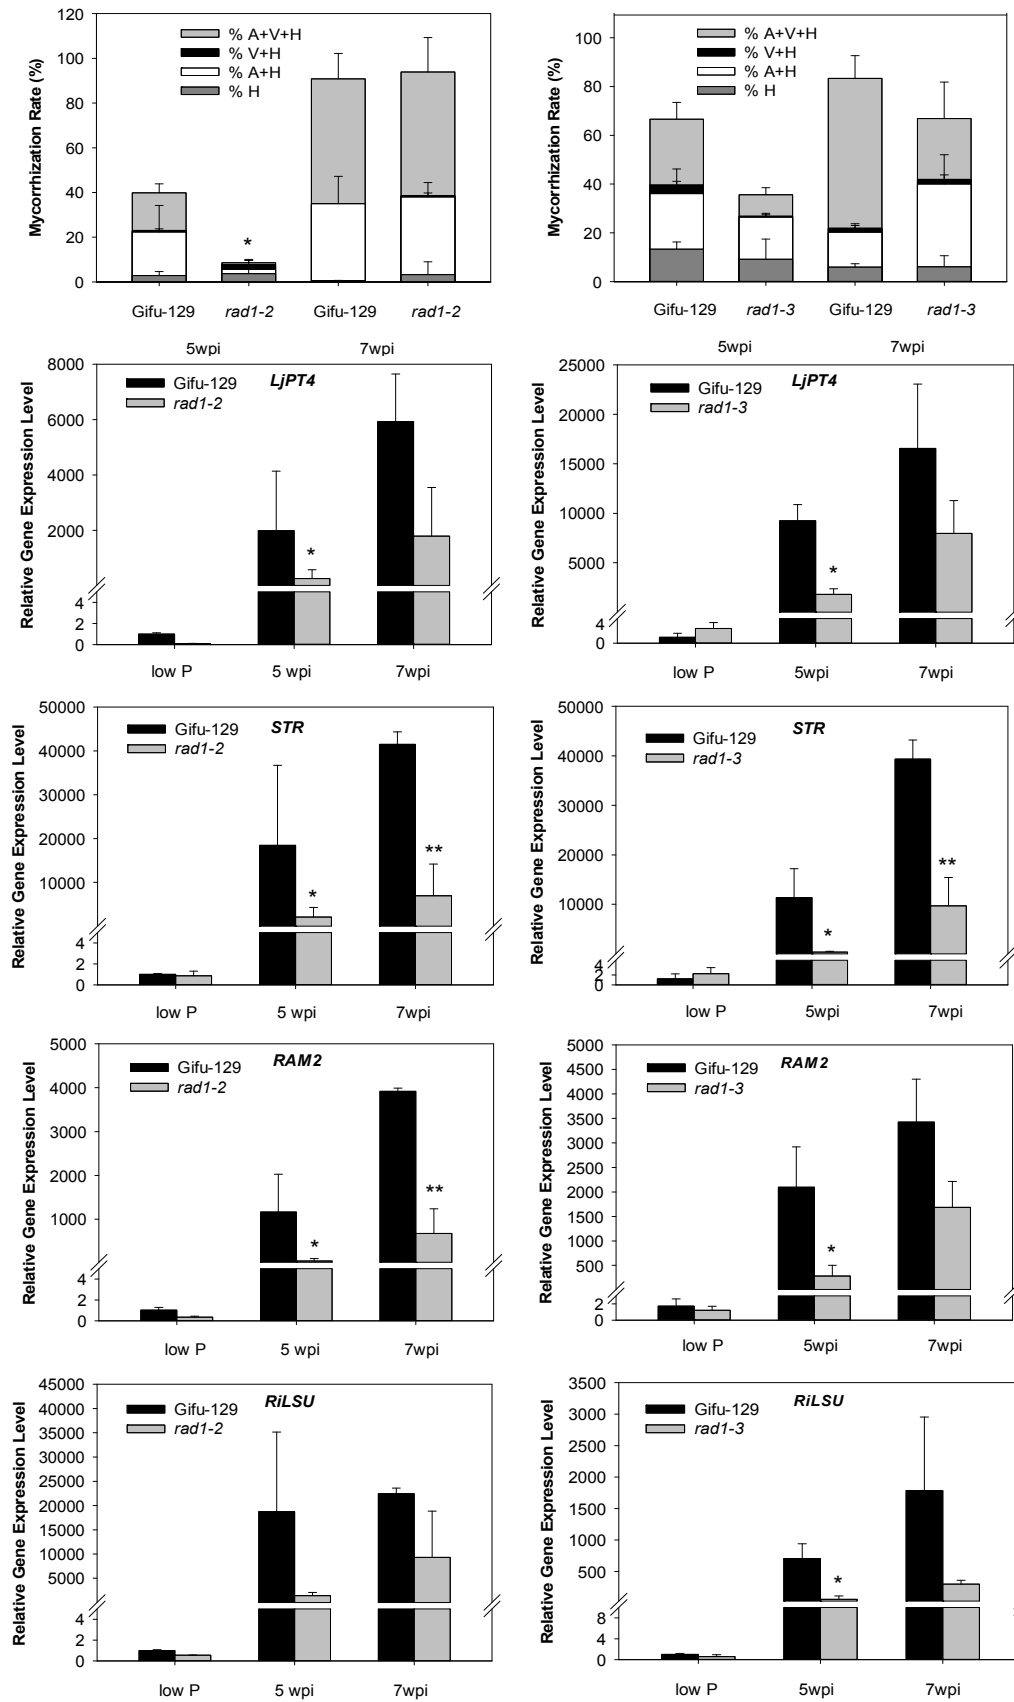 Mycorrhization Rate (%)
120
100
80
60
40
20
0
% A+V+H
% V+H
% A+H
% H
*
Gifu-129 rad1-2 Gifu-129 rad1-2
5wpi 7wpi
Mycorrhization Rate (%)
100
80
60
40
20
0
% A+V+H
% V+H
% A+H
% H
Gifu-129 rad1-3 Gifu-129 rad1-3
5wpi 7wpi
Relative Gene Expression Level
8000
6000
4000
2000
4
2
0
Gifu-129
rad1-2
LjPT4
*
low P 5 wpi 7wpi
Relative Gene Expression Level
25000
20000
15000
10000
5000
4
0
Gifu-129
rad1-3
LjPT4
*
low P 5wpi 7wpi
Relative Gene Expression Level
50000
40000
30000
20000
10000
4
2
0
Gifu-129
rad1-2
STR
*
**
low P 5 wpi 7wpi
Relative Gene Expression Level
50000
40000
30000
20000
10000
4
2
0
Gifu-129
rad1-3
STR
*
**
low P 5wpi 7wpi
Relative Gene Expression Level
5000
4000
3000
2000
1000
4
2
0
Gifu-129
rad1-2
RAM2
*
**
low P 5 wpi 7wpi
Relative Gene Expression Level
5000
4500
4000
3500
3000
2500
2000
1500
1000
500
2
0
Gifu-129
rad1-3
RAM2
*
low P 5wpi 7wpi
Relative Gene Expression Level
45000
40000
35000
30000
25000
20000
15000
10000
5000
4
2
0
Gifu-129
rad1-2
RiLSU
low P 5 wpi 7wpi
Relative Gene Expression Level
3500
3000
2500
2000
1500
1000
500
8
4
0
Gifu-129
rad1-3
RiLSU
*
low P 5wpi 7wpi